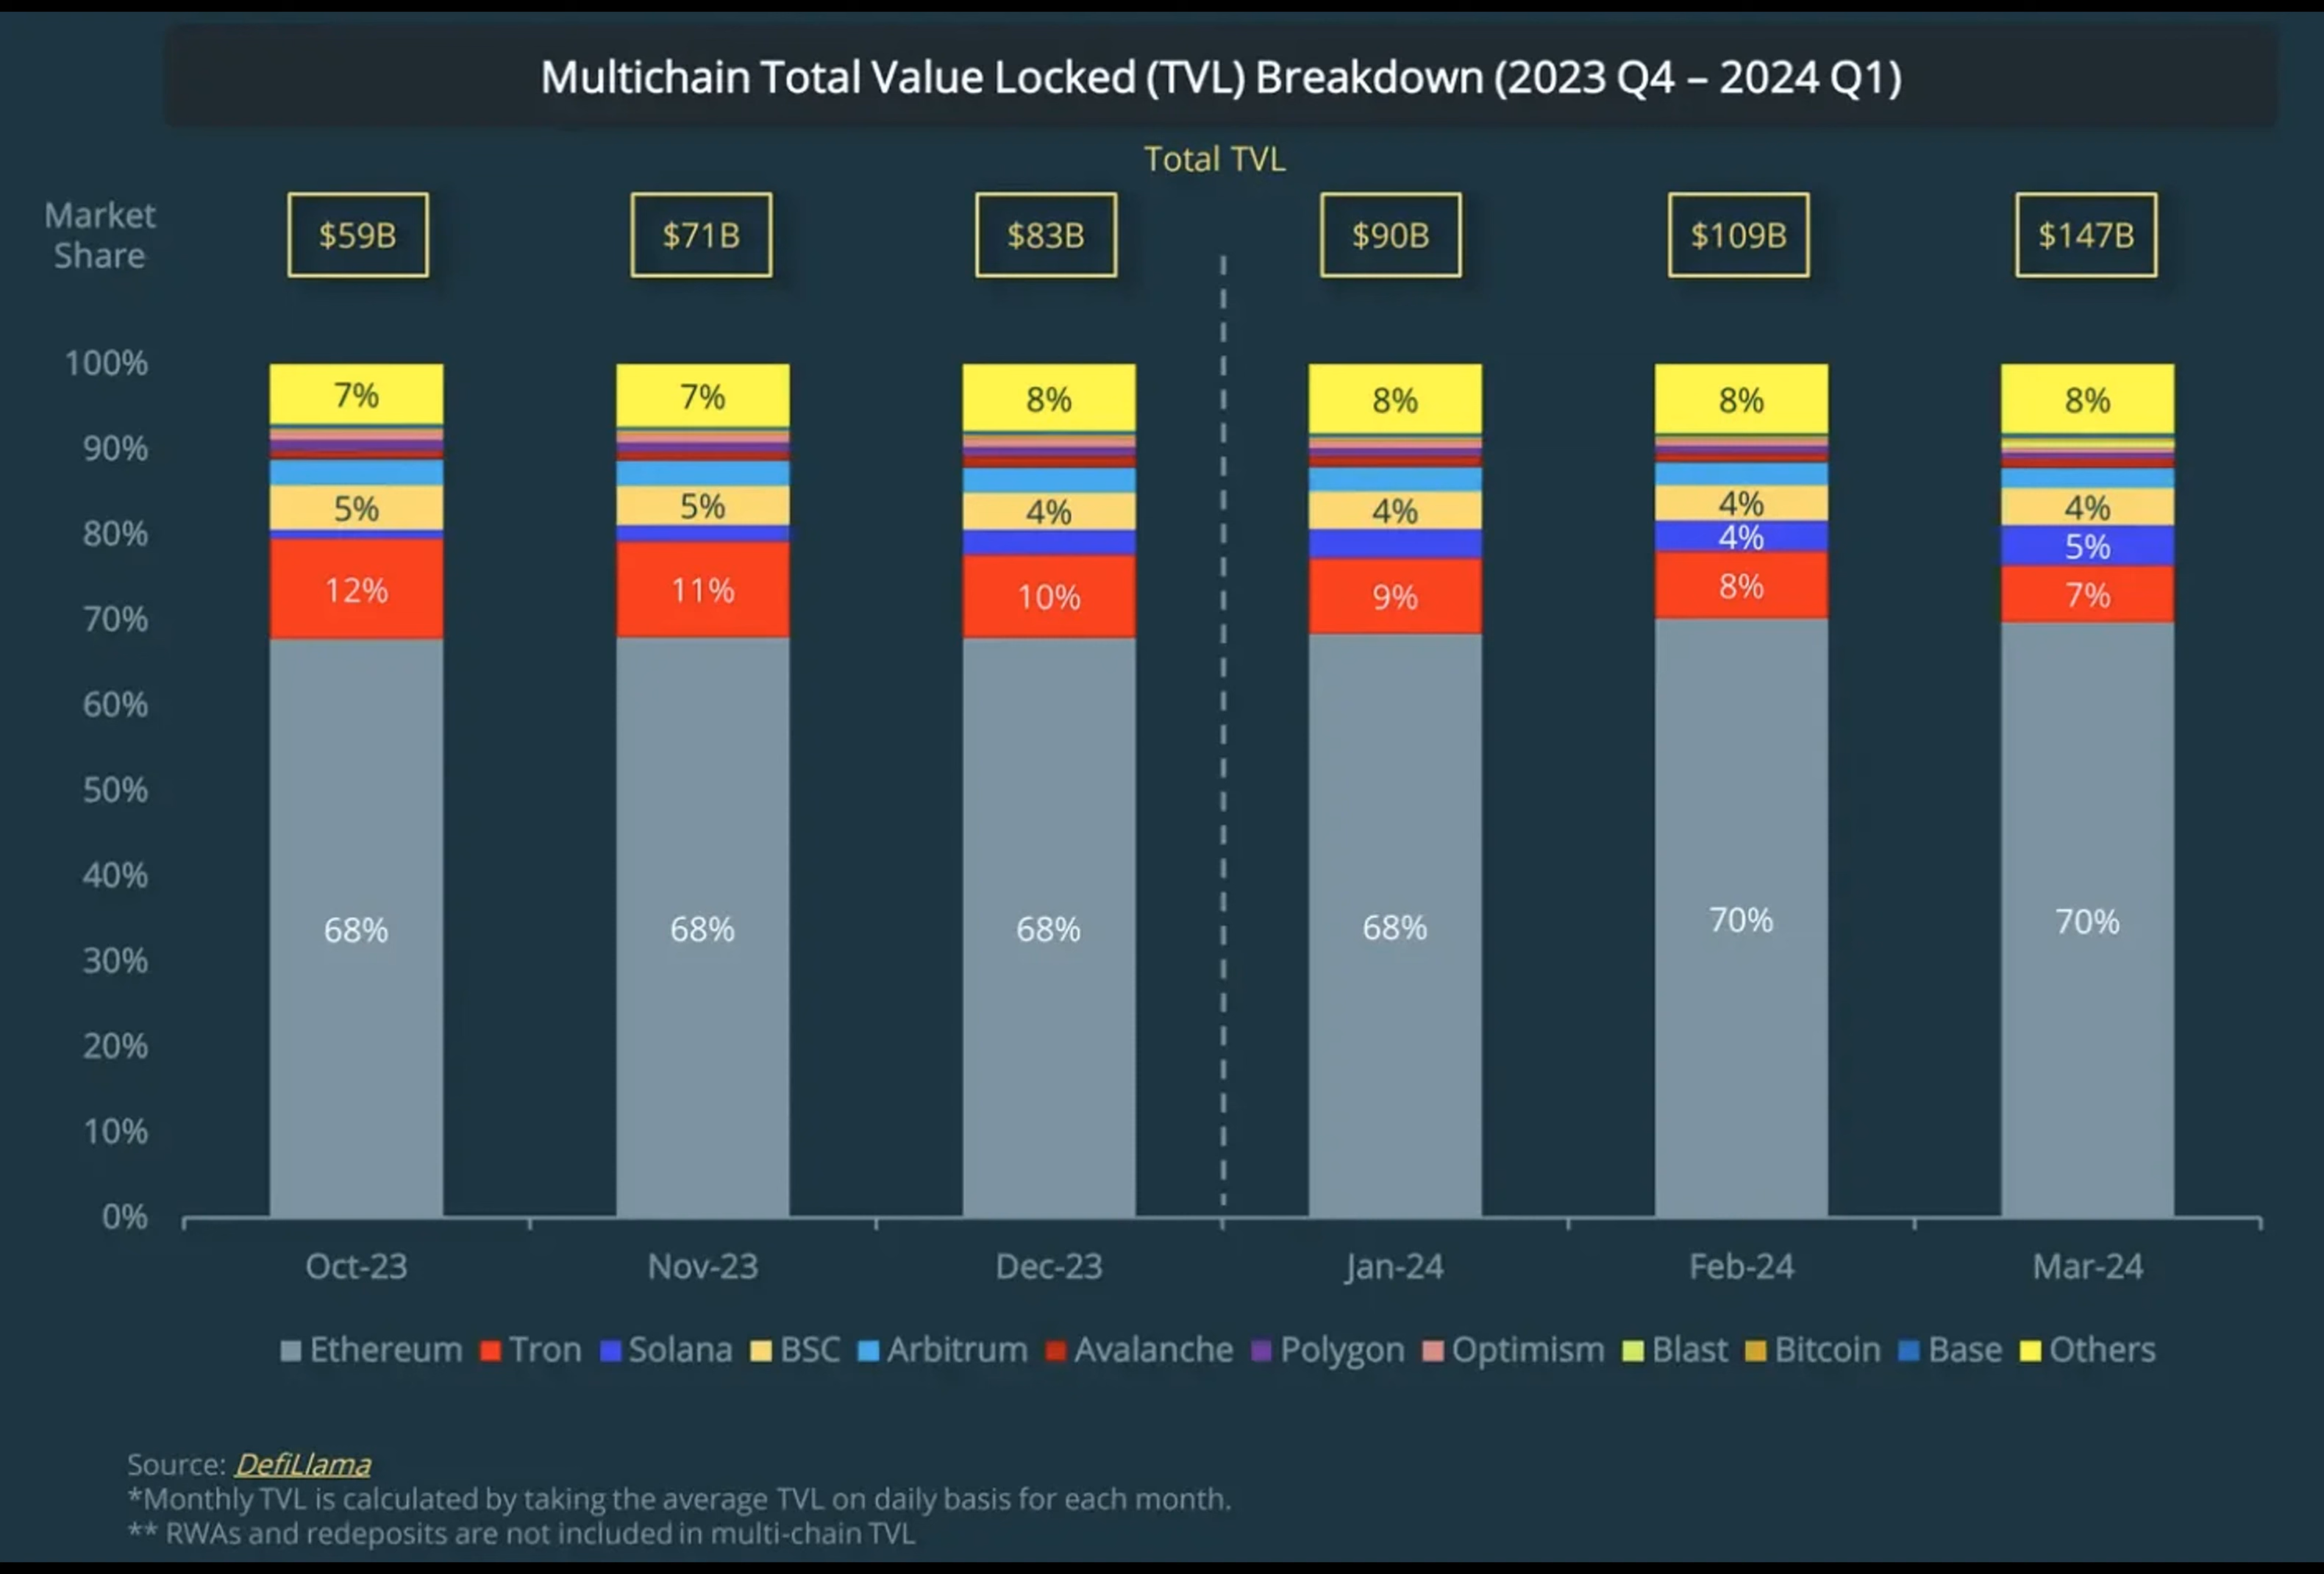 Multichain Total Value Locked (TVL) Breakdown (2023 Q4 – 2024 Q1)
Total TVL
Market
Share
$59B $71B $83B $90B $109B $147B
100%
90%
80%
70%
60%
50%
40%
30%
20%
10%
0%
7% 7% 8% 8% 8% 8%
5% 5% 4% 4% 4% 4%
4% 5%
12% 11% 10% 9% 8% 7%
68% 68% 68% 68% 70% 70%
Oct-23 Nov-23 Dec-23 Jan-24 Feb-24 Mar-24
Ethereum Tron Solana BSC Arbitrum Avalanche Polygon Optimism Blast Bitcoin Base Others
Source: DefiLlama
*Monthly TVL is calculated by taking the average TVL on daily basis for each month.
** RWAs and redeposits are not included in multi-chain TVL